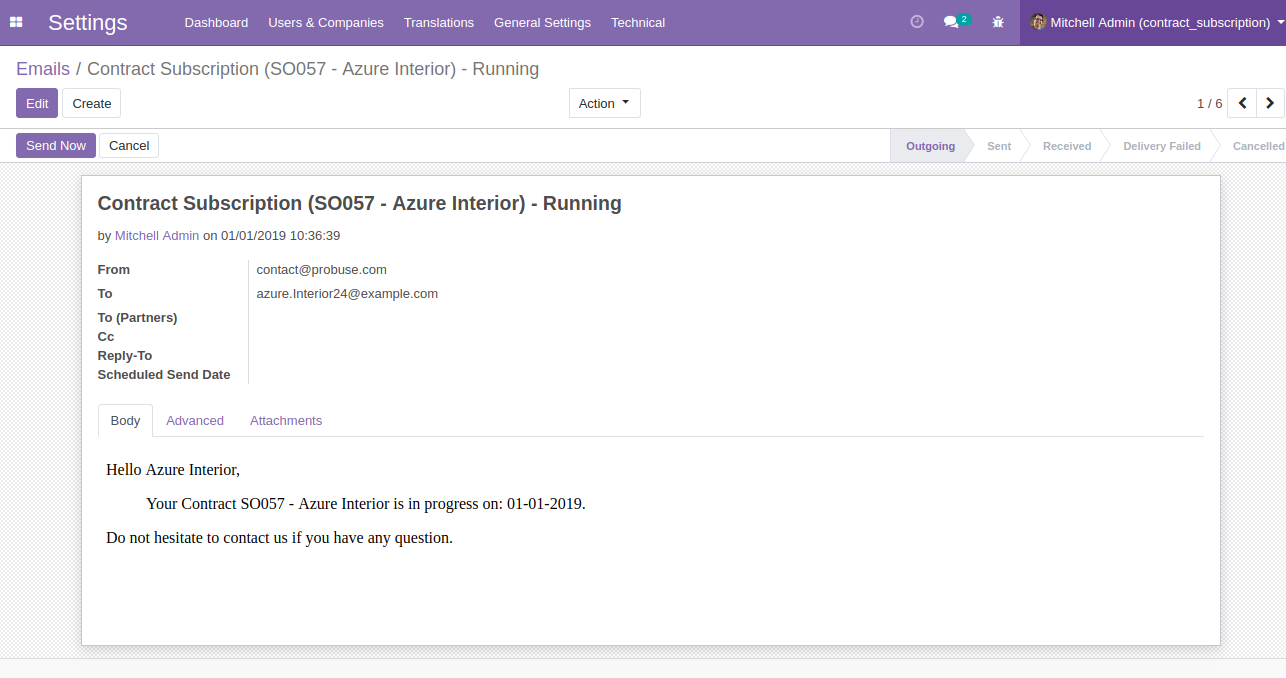 Settings Dashboard Users & Companies Translations General Settings Technical 2 Mitchell Admin (contract_subscription)
Emails / Contract Subscription (SO057 - Azure Interior) - Running
Edit Create Action 1 / 6
Send Now Cancel Outgoing Sent Received Delivery Failed Cancelled
Contract Subscription (SO057 - Azure Interior) - Running
by Mitchell Admin on 01/01/2019 10:36:39
From contact@probuse.com
To azure.Interior24@example.com
To (Partners)
Cc
Reply-To
Scheduled Send Date
Body Advanced Attachments
Hello Azure Interior,
Your Contract SO057 - Azure Interior is in progress on: 01-01-2019.
Do not hesitate to contact us if you have any question.